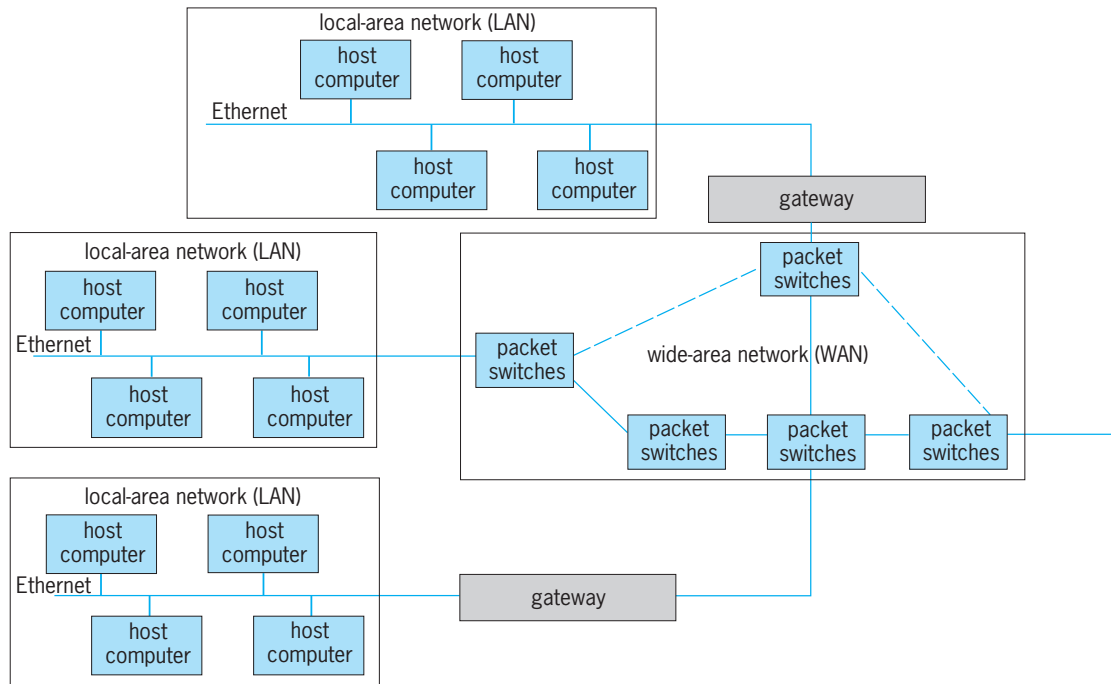 local-area network (LAN)
host
computer
host
computer
Ethernet
host
computer
host
computer
gateway
local-area network (LAN)
host
computer
host
computer
Ethernet
host
computer
host
computer
packet
switches
packet
switches
wide-area network (WAN)
packet
switches
packet
switches
packet
switches
local-area network (LAN)
host
computer
host
computer
Ethernet
host
computer
host
computer
gateway